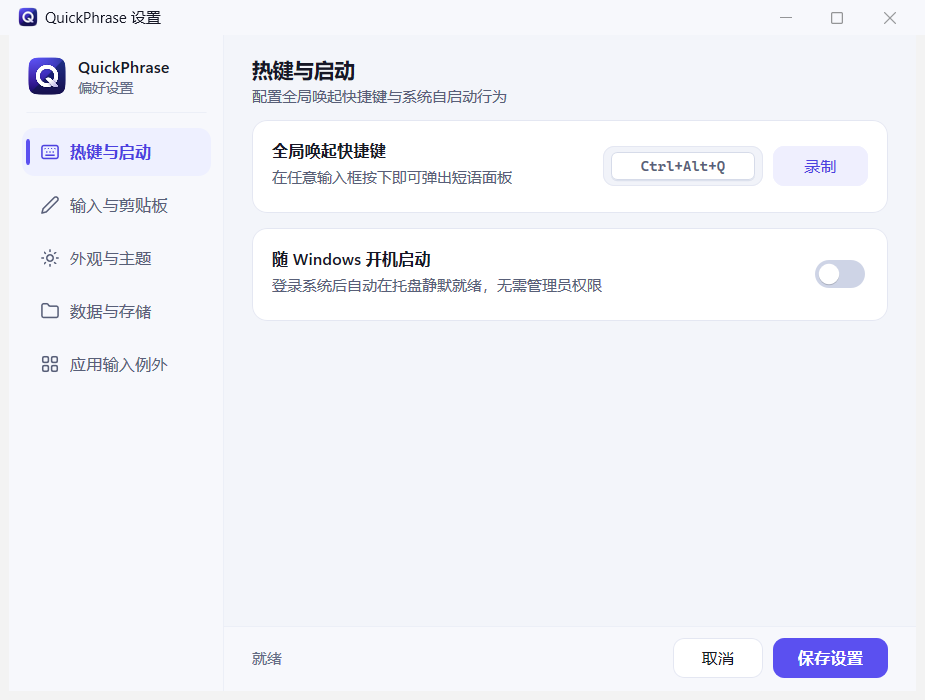 QuickPhrase 设置
QuickPhrase
偏好设置
热键与启动
输入与剪贴板
外观与主题
数据与存储
应用输入例外
热键与启动
配置全局唤起快捷键与系统自启动行为
全局唤起快捷键
在任意输入框按下即可弹出短语面板
Ctrl+Alt+Q
录制
随 Windows 开机启动
登录系统后自动在托盘静默就绪，无需管理员权限
就绪
取消
保存设置